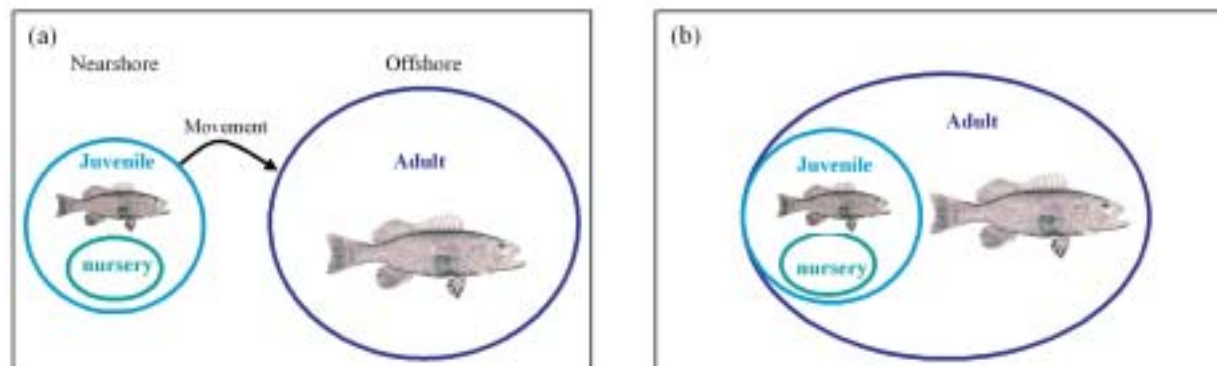 (a)
Nearshore
Offshore
Movement
Juvenile
Adult
nursery
(b)
Adult
Juvenile
nursery